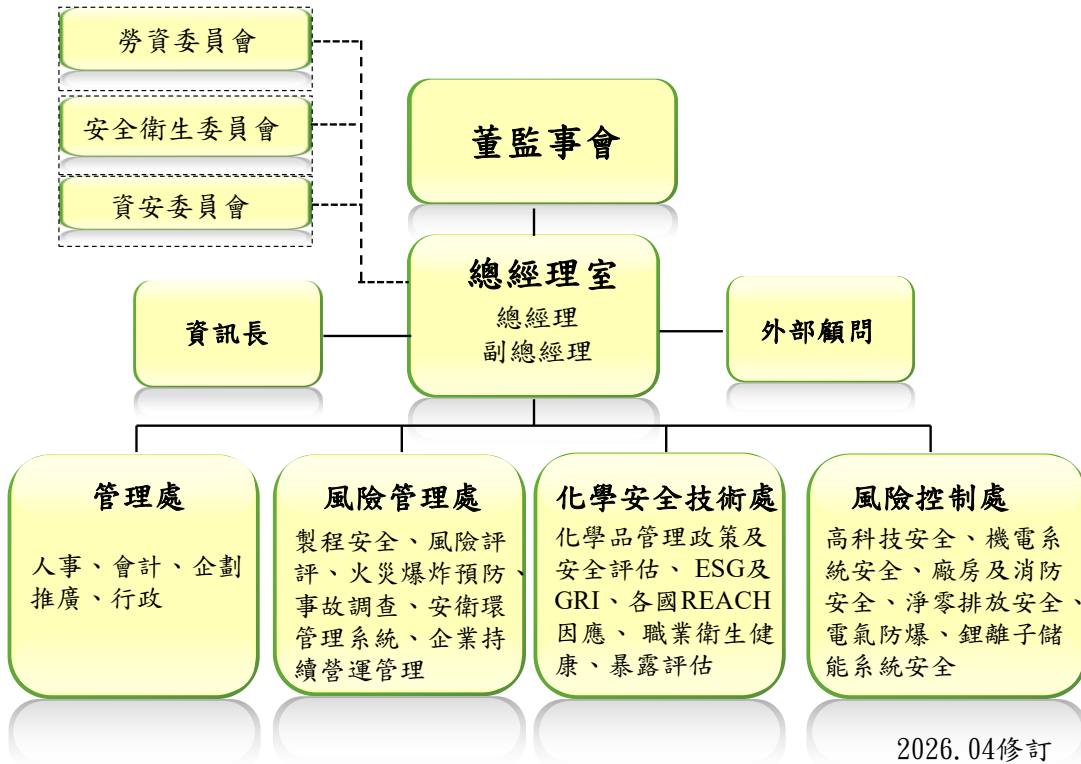 勞資委員會
安全衛生委員會
資安委員會
董監事會
總經理室
總經理
副總經理
資訊長
外部顧問
管理處
人事、會計、企劃
推廣、行政
風險管理處
製程安全、風險評
評、火災爆炸預防、
事故調查、安衛環
管理系統、企業持
續營運管理
化學安全技術處
化學品管理政策及
安全評估、 ESG及
GRI、各國REACH
因應、 職業衛生健
康、暴露評估
風險控制處
高科技安全、機電系
統安全、廠房及消防
安全、淨零排放安全、
電氣防爆、鋰離子儲
能系統安全
2026.04修訂